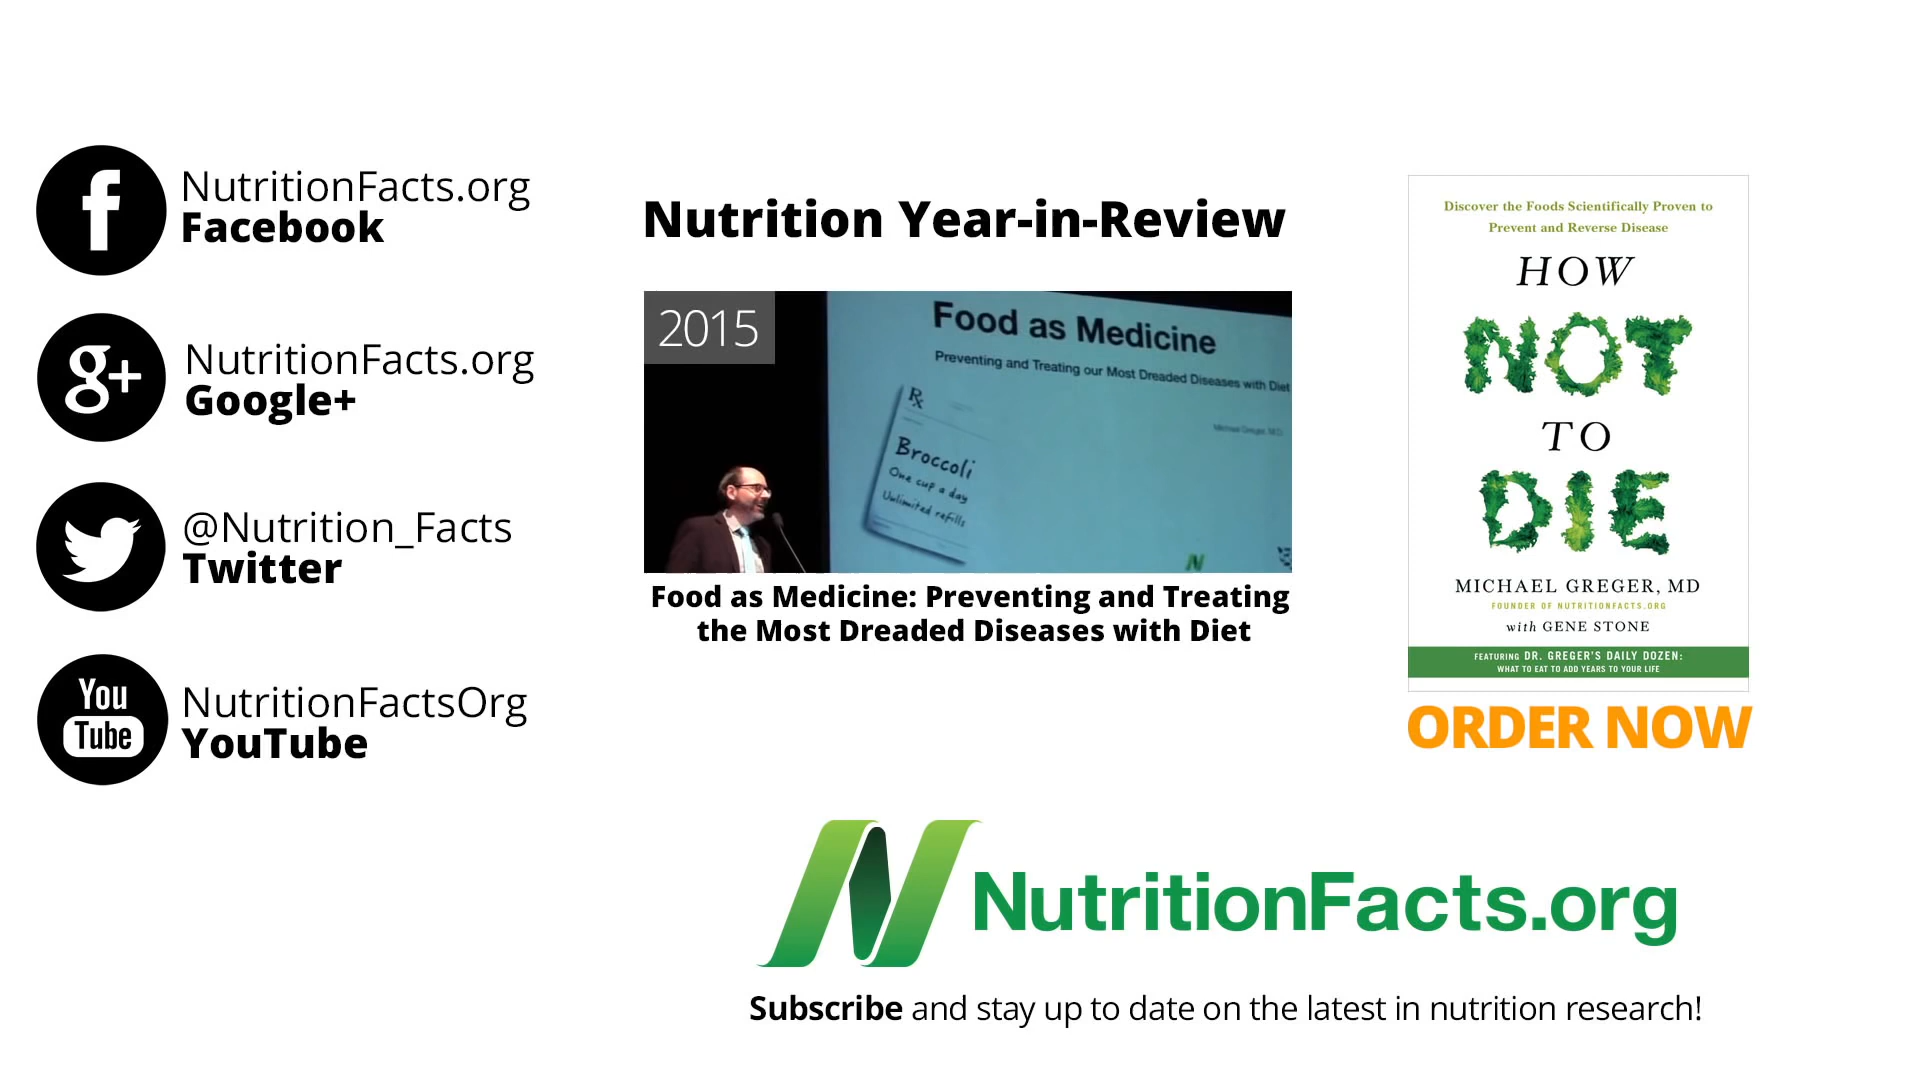 f
NutritionFacts.org
Facebook
g+
NutritionFacts.org
Google+
@Nutrition_Facts
Twitter
You
Tube
NutritionFactsOrg
YouTube
Nutrition Year-in-Review
2015
Food as Medicine
Preventing and Treating our Most Dreaded Diseases with Diet
Rx
Michael Greger, M.D.
Broccoli
One cup a day
Unlimited refills
Food as Medicine: Preventing and Treating
the Most Dreaded Diseases with Diet
Discover the Foods Scientifically Proven to
Prevent and Reverse Disease
HOW
NOT
TO
DIE
MICHAEL GREGER, MD
FOUNDER OF NUTRITIONFACTS.ORG
with GENE STONE
FEATURING DR. GREGER'S DAILY DOZEN:
WHAT TO EAT TO ADD YEARS TO YOUR LIFE
ORDER NOW
NutritionFacts.org
Subscribe and stay up to date on the latest in nutrition research!